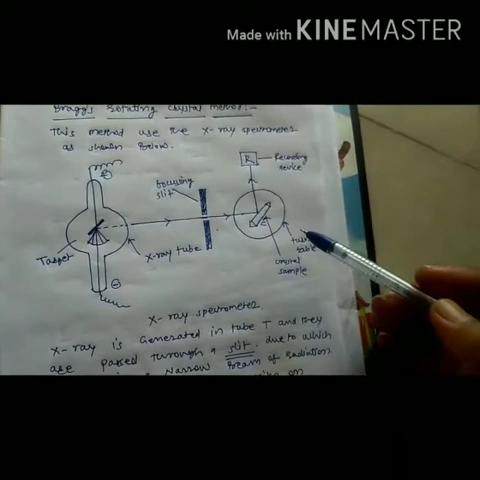 Made with KINEMASTER
Bragg's Rotating Crystal method:-
This method use the X-ray spectrometer
as shown below.
R
Recording
device
focusing
slit
Target
X-ray tube
turn
table
crystal
sample
X-ray spectrometer
X-ray is generated in tube T and they
are passed through a slit. due to which
Narrow beam of radiation